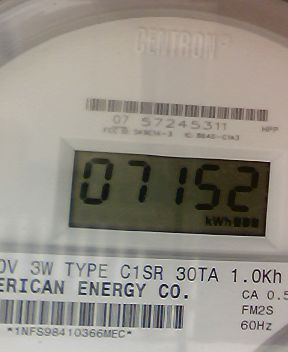 CENTRON®
07 57245311
HPP
07152
kWh
0V 3W TYPE C1SR 30TA 1.0Kh
ERICAN ENERGY CO.
CA 0.5
FM2S
60Hz
*1NFS98410366MEC*